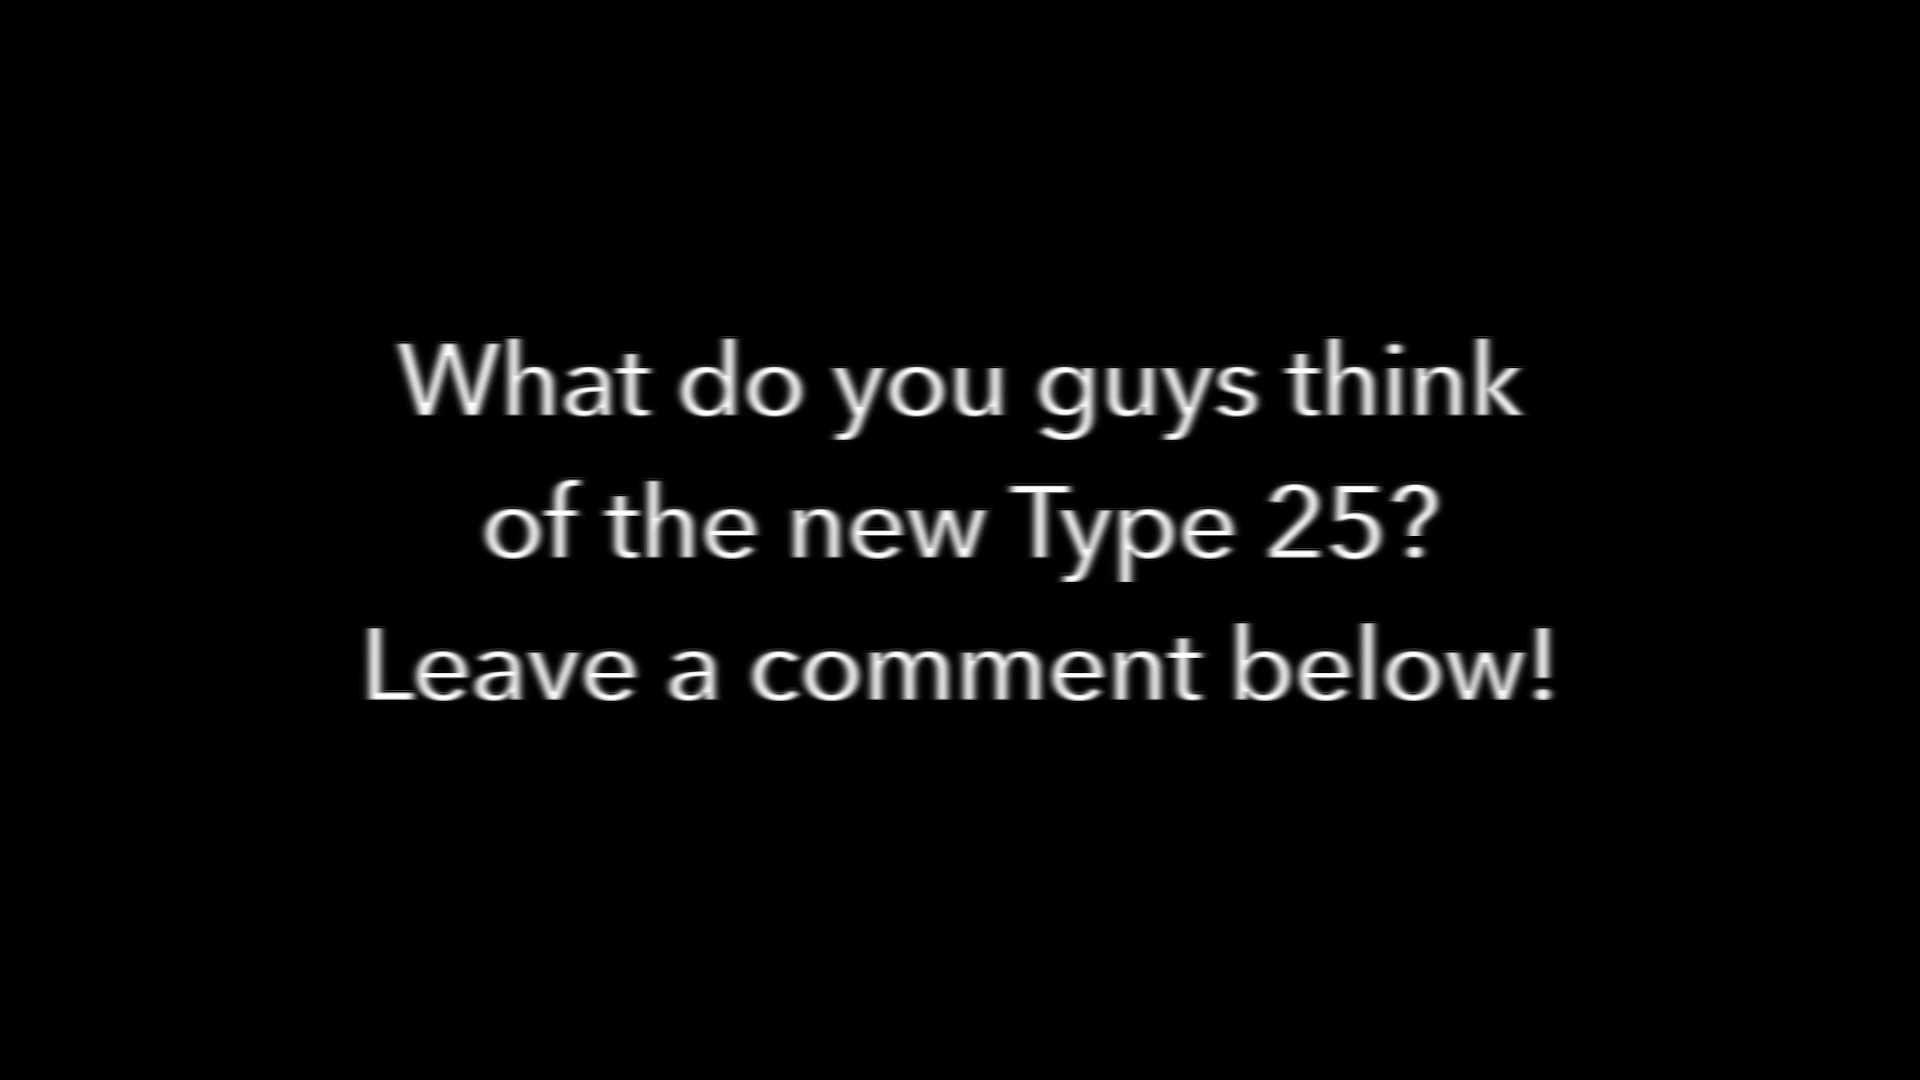 What do you guys think
of the new Type 25?
Leave a comment below!